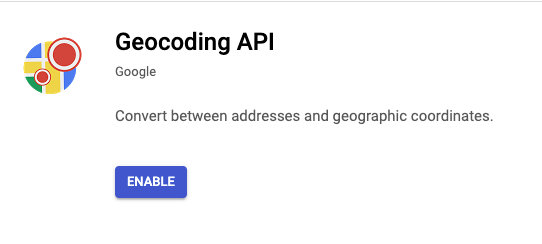 Geocoding API
Google
Convert between addresses and geographic coordinates.
ENABLE